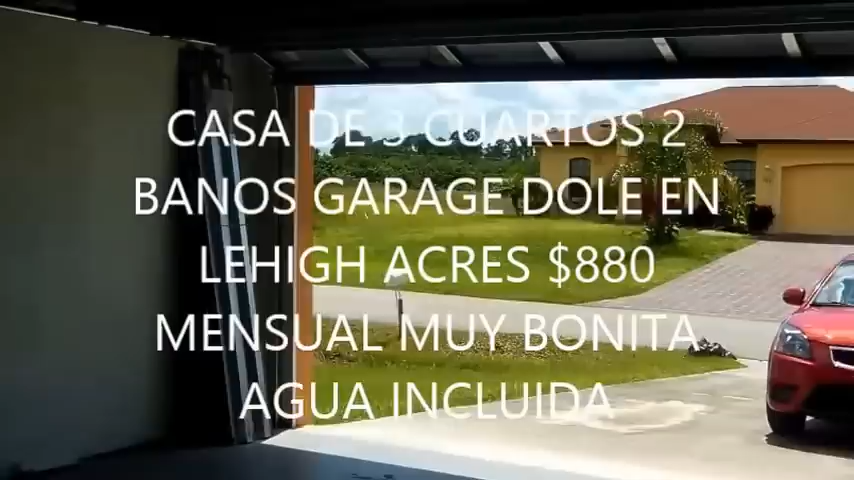 CASA DE 3 CUARTOS 2
BANOS GARAGE DOLE EN
LEHIGH ACRES $880
MENSUAL MUY BONITA
AGUA INCLUIDA